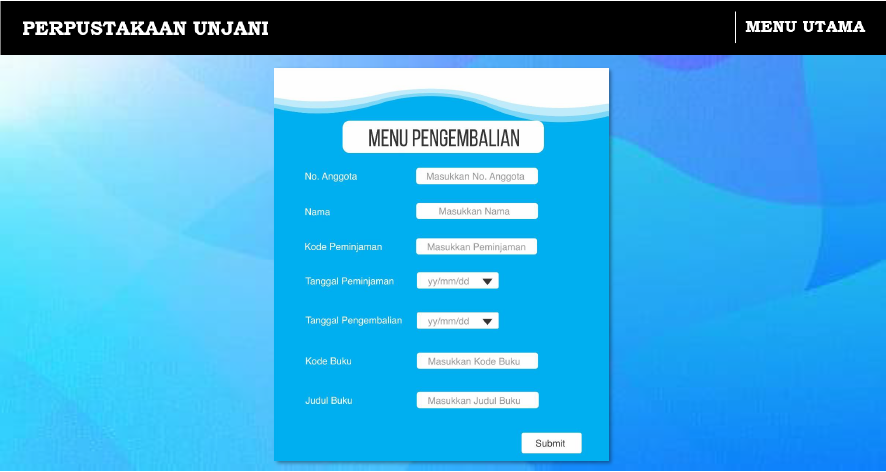 PERPUSTAKAAN UNJANI
MENU UTAMA
MENU PENGEMBALIAN
No. Anggota
Masukkan No. Anggota
Nama
Masukkan Nama
Kode Peminjaman
Masukkan Peminjaman
Tanggal Peminjaman
yy/mm/dd
Tanggal Pengembalian
yy/mm/dd
Kode Buku
Masukkan Kode Buku
Judul Buku
Masukkan Judul Buku
Submit